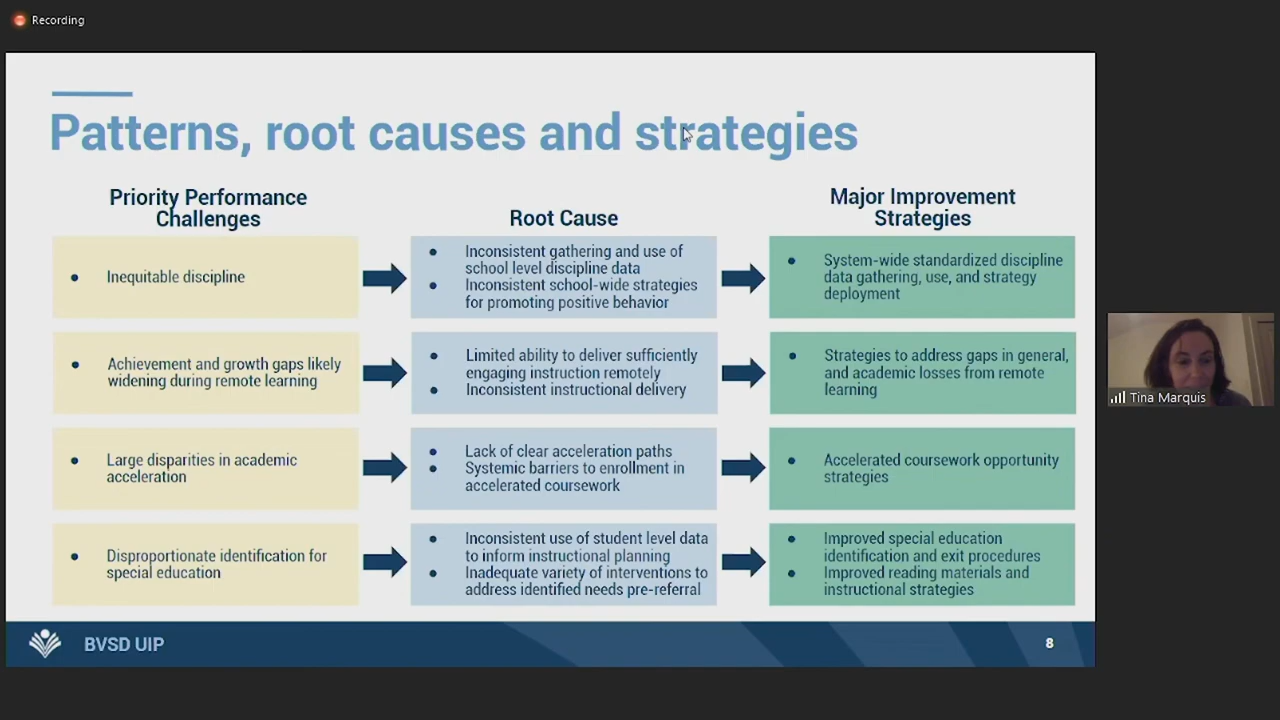 Recording
Patterns, root causes and strategies
Priority Performance
Challenges
Root Cause
Major Improvement
Strategies
Inequitable discipline
Inconsistent gathering and use of
school level discipline data
Inconsistent school-wide strategies
for promoting positive behavior
System-wide standardized discipline
data gathering, use, and strategy
deployment
Achievement and growth gaps likely
widening during remote learning
Limited ability to deliver sufficiently
engaging instruction remotely
Inconsistent instructional delivery
Strategies to address gaps in general,
and academic losses from remote
learning
Large disparities in academic
acceleration
Lack of clear acceleration paths
Systemic barriers to enrollment in
accelerated coursework
Accelerated coursework opportunity
strategies
Disproportionate identification for
special education
Inconsistent use of student level data
to inform instructional planning
Inadequate variety of interventions to
address identified needs pre-referral
Improved special education
identification and exit procedures
Improved reading materials and
instructional strategies
BVSD UIP
8
Tina Marquis